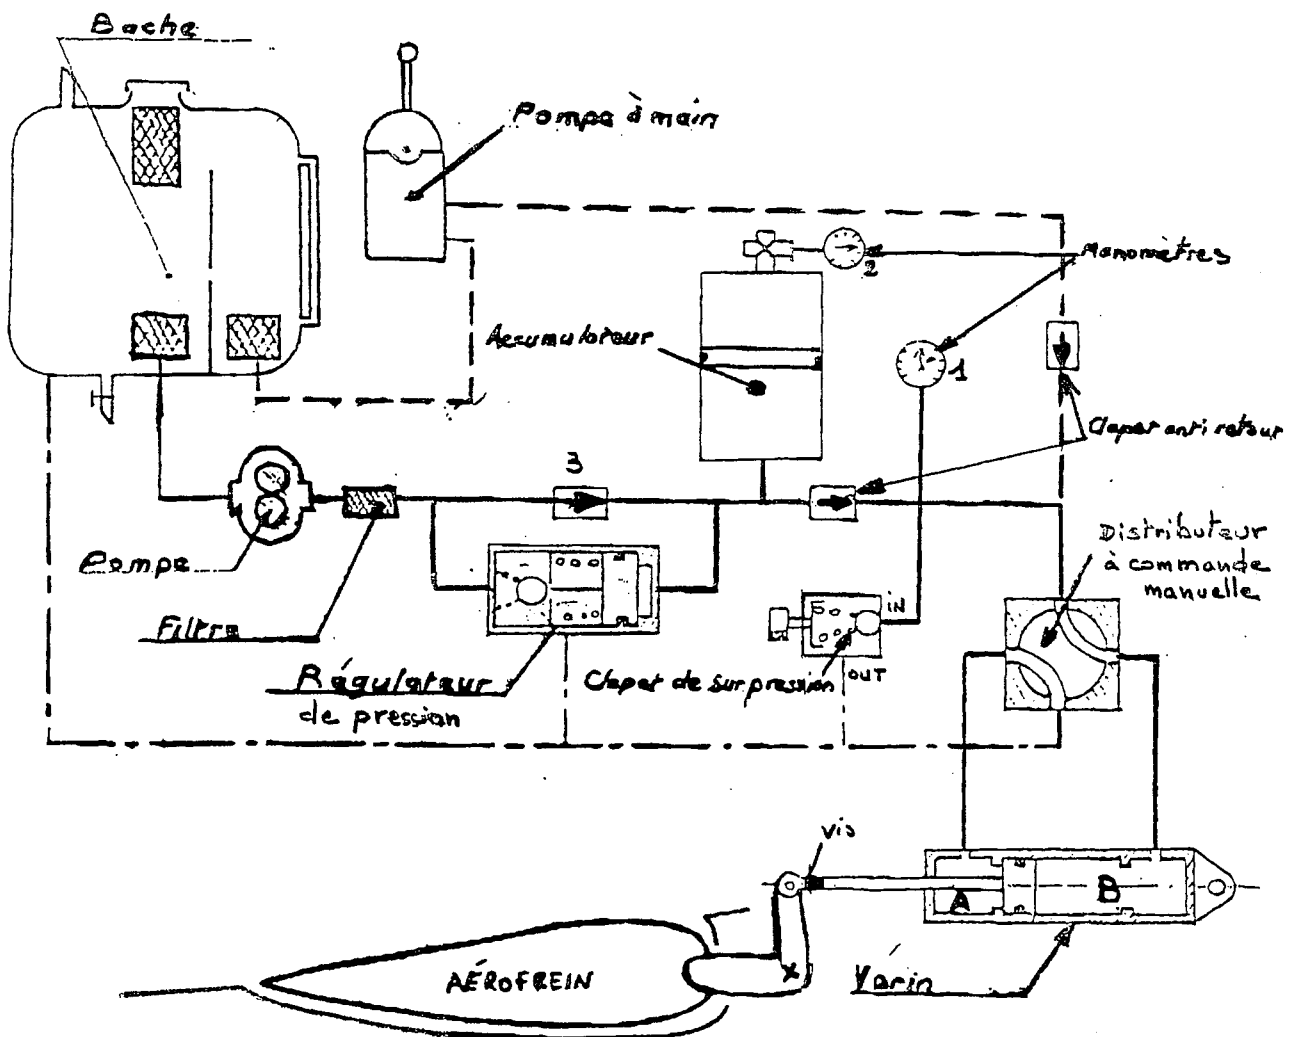 Bache
Pompe à main
Manomètres
2
Accumulateur
1
Clapet anti retour
3
Distributeur
à commande
manuelle
Pompe
Filtre
IN
Régulateur
de pression
Clapet de surpression
OUT
vis
A
B
AÉROFREIN
Vérin